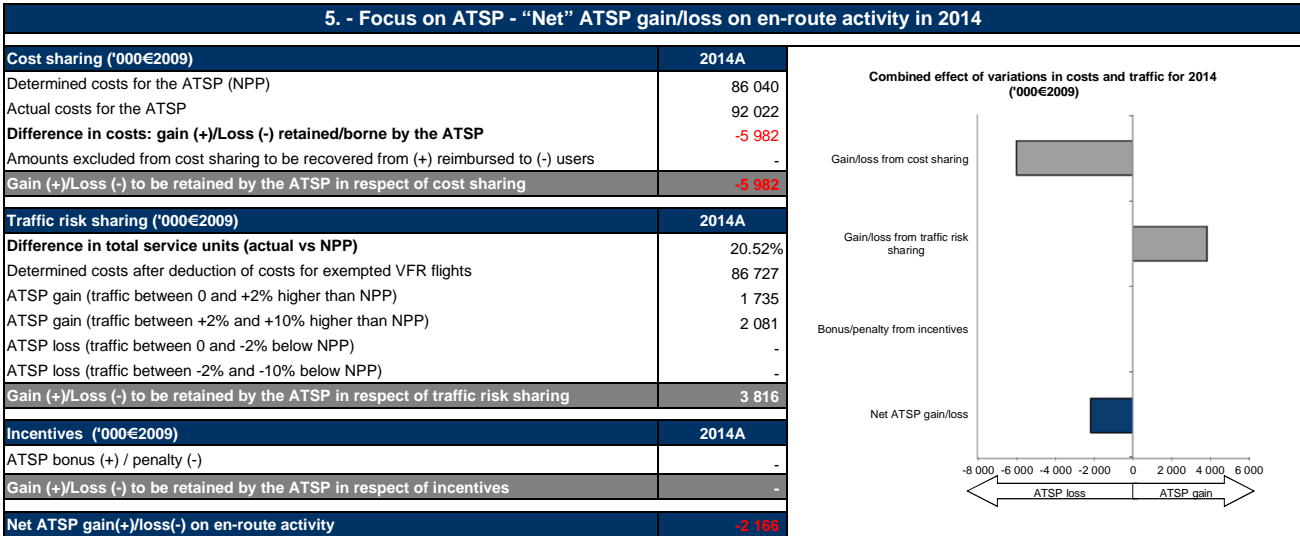 5. - Focus on ATSP - “Net” ATSP gain/loss on en-route activity in 2014
Cost sharing ('000€2009) 2014A
Determined costs for the ATSP (NPP) 86 040
Actual costs for the ATSP 92 022
Difference in costs: gain (+)/Loss (-) retained/borne by the ATSP -5 982
Amounts excluded from cost sharing to be recovered from (+) reimbursed to (-) users -
Gain (+)/Loss (-) to be retained by the ATSP in respect of cost sharing -5 982
Traffic risk sharing ('000€2009) 2014A
Difference in total service units (actual vs NPP) 20.52%
Determined costs after deduction of costs for exempted VFR flights 86 727
ATSP gain (traffic between 0 and +2% higher than NPP) 1 735
ATSP gain (traffic between +2% and +10% higher than NPP) 2 081
ATSP loss (traffic between 0 and -2% below NPP) -
ATSP loss (traffic between -2% and -10% below NPP) -
Gain (+)/Loss (-) to be retained by the ATSP in respect of traffic risk sharing 3 816
Incentives ('000€2009) 2014A
ATSP bonus (+) / penalty (-) -
Gain (+)/Loss (-) to be retained by the ATSP in respect of incentives -
Net ATSP gain(+)/loss(-) on en-route activity -2 166
Combined effect of variations in costs and traffic for 2014
('000€2009)
Gain/loss from cost sharing
Gain/loss from traffic risk
sharing
Bonus/penalty from incentives
Net ATSP gain/loss
-8 000 -6 000 -4 000 -2 000 0 2 000 4 000 6 000
ATSP loss ATSP gain